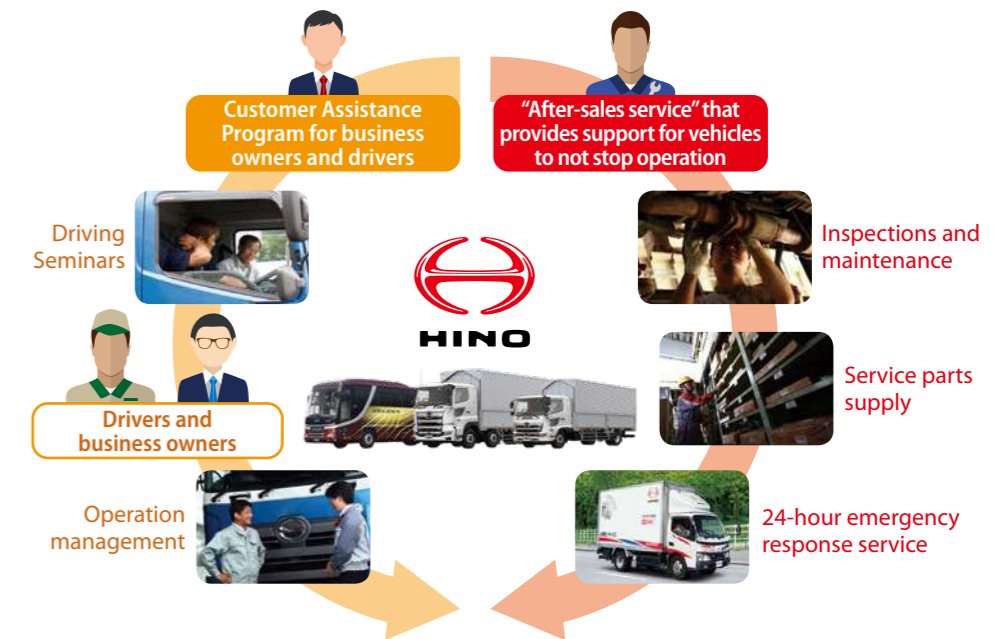 Customer Assistance
Program for business
owners and drivers
"After-sales service" that
provides support for vehicles
to not stop operation
Driving
Seminars
Inspections and
maintenance
HINO
Drivers and
business owners
Service parts
supply
Operation
management
24-hour emergency
response service